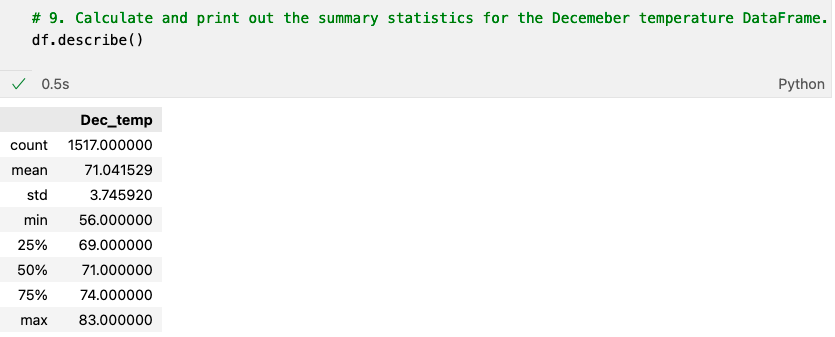 # 9. Calculate and print out the summary statistics for the Decemeber temperature DataFrame.
df.describe()
✓ 0.5s Python
Dec_temp
count 1517.000000
mean 71.041529
std 3.745920
min 56.000000
25% 69.000000
50% 71.000000
75% 74.000000
max 83.000000